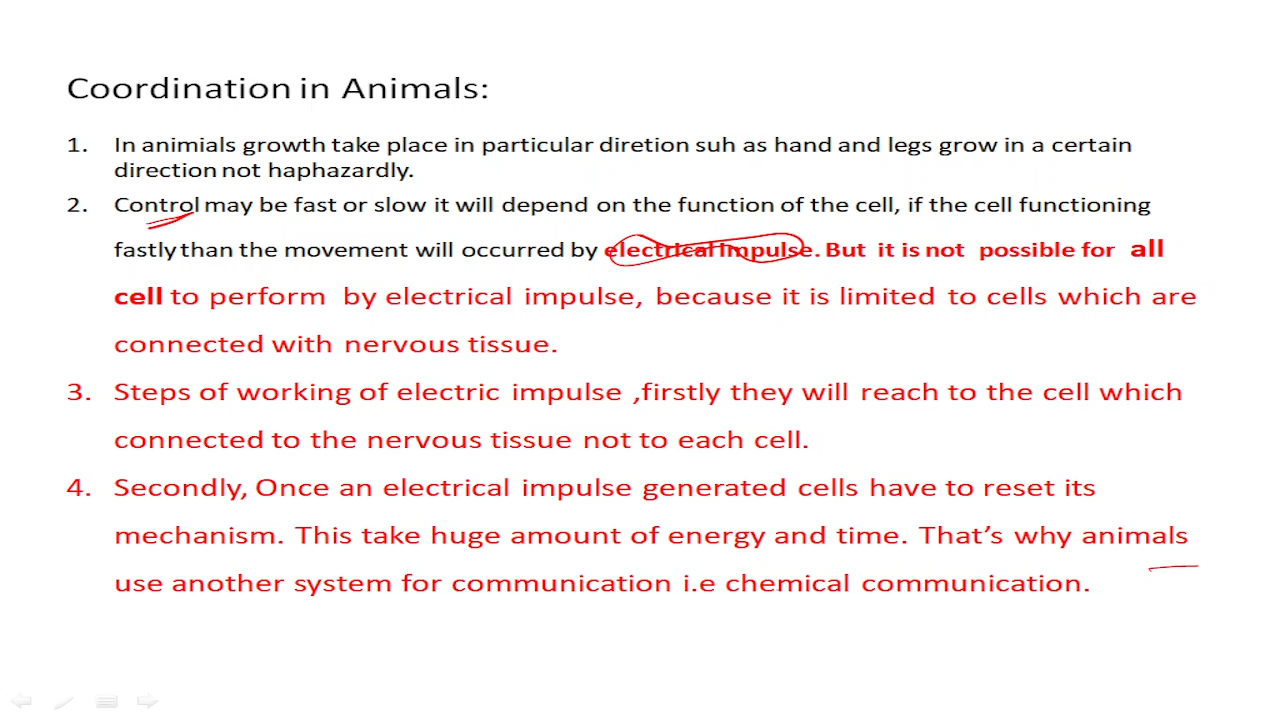 Coordination in Animals:
1. In animials growth take place in particular diretion suh as hand and legs grow in a certain
direction not haphazardly.
2. Control may be fast or slow it will depend on the function of the cell, if the cell functioning
fastly than the movement will occurred by electrical impulse. But it is not possible for all
cell to perform by electrical impulse, because it is limited to cells which are
connected with nervous tissue.
3. Steps of working of electric impulse ,firstly they will reach to the cell which
connected to the nervous tissue not to each cell.
4. Secondly, Once an electrical impulse generated cells have to reset its
mechanism. This take huge amount of energy and time. That’s why animals
use another system for communication i.e chemical communication.